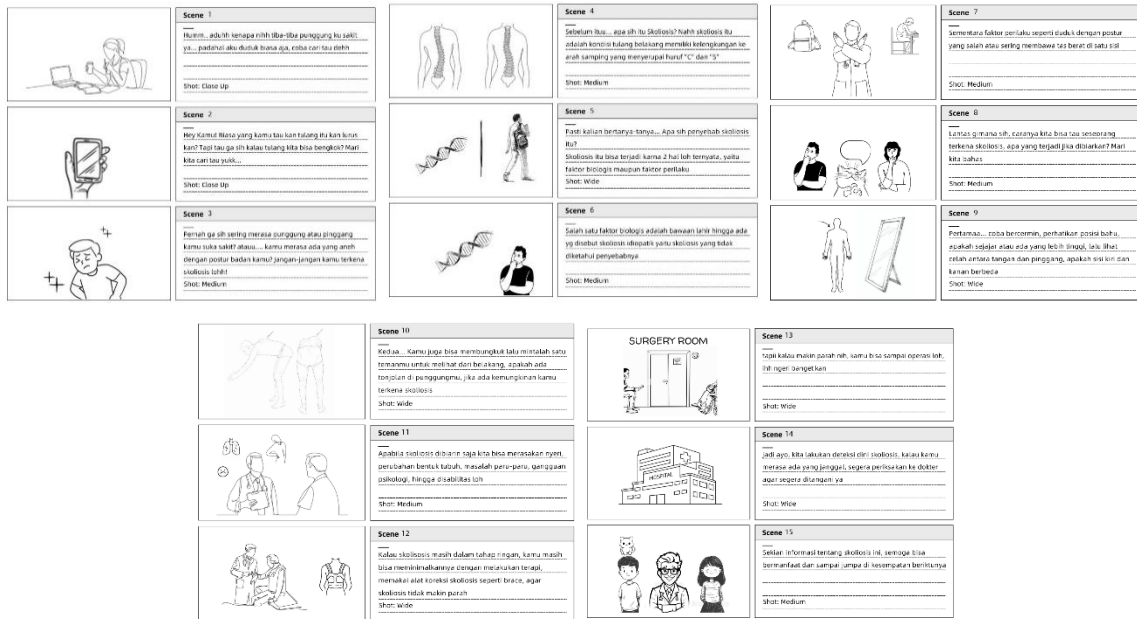 Scene 1
Humm.. aduhh kenapa nihh tiba-tiba punggung ku sakit
ya... padahal aku duduk biasa aja, coba cari tau dehh
Shot: Close Up
Scene 2
Hey Kamu! Biasa yang kamu tau kan tulang itu kan lurus
kan? Tapi tau ga sih kalau tulang kita bisa bengkok? Mari
kita cari tau yukk...
Shot: Close Up
Scene 3
Pernah ga sih sering merasa punggung atau pinggang
kamu suka sakit? atauu.... kamu merasa ada yang aneh
dengan postur badan kamu? jangan-jangan kamu terkena
skoliosis lohh!
Shot: Medium
Scene 4
Sebelum ituu... apa sih itu Skoliosis? Nahh skoliosis itu
adalah kondisi tulang belakang memiliki kelengkungan ke
arah samping yang menyerupai huruf "C" dan "S"
Shot: Medium
Scene 5
Pasti kalian bertanya-tanya... Apa sih penyebab skoliosis
itu?
Skoliosis itu bisa terjadi karna 2 hal loh ternyata, yaitu
faktor biologis maupun faktor perilaku
Shot: Wide
Scene 6
Salah satu faktor biologis adalah bawaan lahir hingga ada
yg disebut skoliosis idiopatik yaitu skoliosis yang tidak
diketahui penyebabnya
Shot: Medium
Scene 7
Sementara faktor perilaku seperti duduk dengan postur
yang salah atau sering membawa tas berat di satu sisi
Shot: Medium
Scene 8
Lantas gimana sih, caranya kita bisa tau seseorang
terkena skoliosis, apa yang terjadi jika dibiarkan? Mari
kita bahas
Shot: Medium
Scene 9
Pertamaa... coba bercermin, perhatikan posisi bahu,
apakah sejajar atau ada yang lebih tinggi, lalu lihat
celah antara tangan dan pinggang, apakah sisi kiri dan
kanan berbeda
Shot: Wide
Scene 10
Kedua... Kamu juga bisa membungkuk lalu mintalah satu
temanmu untuk melihat dari belakang, apakah ada
tonjolan di punggungmu, jika ada kemungkinan kamu
terkena skoliosis
Shot: Wide
Scene 11
Apabila skoliosis dibiarin saja kita bisa merasakan nyeri,
perubahan bentuk tubuh, masalah paru-paru, gangguan
psikologi, hingga disabilitas loh
Shot: Medium
Scene 12
Kalau skolisosis masih dalam tahap ringan, kamu masih
bisa meminimalkannya dengan melakukan terapi,
memakai alat koreksi skoliosis seperti brace, agar
skoliosis tidak makin parah
Shot: Wide
SURGERY ROOM
Scene 13
tapii kalau makin parah nih, kamu bisa sampai operasi loh,
ihh ngeri banget kan
Shot: Wide
HOSPITAL
Scene 14
jadi ayo, kita lakukan deteksi dini skoliosis, kalau kamu
merasa ada yang janggal, segera periksakan ke dokter
agar segera ditangani ya
Shot: Wide
Scene 15
Sekian informasi tentang skoliosis ini, semoga bisa
bermanfaat dan sampai jumpa di kesempatan beriktunya
Shot: Medium